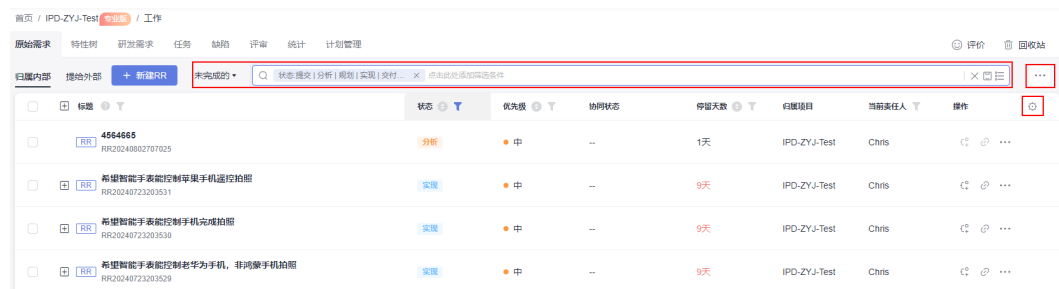 首页 / IPD-ZYJ-Test 专业版 / 工作
原始需求 特性树 研发需求 任务 缺陷 评审 统计 计划管理 评价 回收站
归属内部 提给外部 + 新建RR 未完成的 状态:提交 | 分析 | 规划 | 实现 | 交付... × 点击此处添加筛选条件
标题 状态 优先级 协同状态 停留天数 归属项目 当前责任人 操作
RR 4564665 分析 中 -- 1天 IPD-ZYJ-Test Chris
RR20240802707025
RR 希望智能手表能控制苹果手机遥控拍照 实现 中 -- 9天 IPD-ZYJ-Test Chris
RR20240723203531
RR 希望智能手表能控制手机完成拍照 实现 中 -- 9天 IPD-ZYJ-Test Chris
RR20240723203530
RR 希望智能手表能控制老华为手机，非鸿蒙手机拍照 实现 中 -- 9天 IPD-ZYJ-Test Chris
RR20240723203529